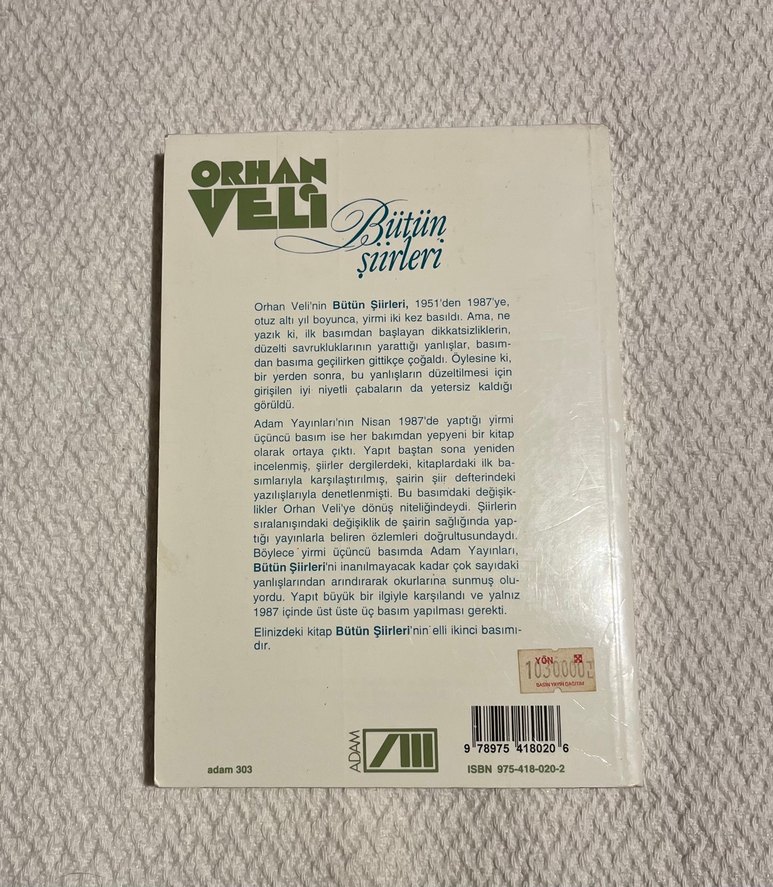 ORHAN
VELİ
Bütün
şiirleri
Orhan Veli'nin Bütün Şiirleri, 1951'den 1987'ye,
otuz altı yıl boyunca, yirmi iki kez basıldı. Ama, ne
yazık ki, ilk basımdan başlayan dikkatsizliklerin,
düzelti savrukluklarının yarattığı yanlışlar, basım-
dan basıma geçilirken gittikçe çoğaldı. Öylesine ki,
bir yerden sonra, bu yanlışların düzeltilmesi için
girişilen iyi niyetli çabaların da yetersiz kaldığı
görüldü.
Adam Yayınları'nın Nisan 1987'de yaptığı yirmi
üçüncü basım ise her bakımdan yepyeni bir kitap
olarak ortaya çıktı. Yapıt baştan sona yeniden
incelenmiş, şiirler dergilerdeki, kitaplardaki ilk ba-
sımlarıyla karşılaştırılmış, şairin şiir defterindeki
yazılışlarıyla denetlenmişti. Bu basımdaki değişik-
likler Orhan Veli'ye dönüş niteliğindeydi. Şiirlerin
sıralanışındaki değişiklik de şairin sağlığında yap-
tığı yayınlarla beliren özlemleri doğrultusundaydı.
Böylece yirmi üçüncü basımda Adam Yayınları,
Bütün Şiirleri'ni inanılmayacak kadar çok sayıdaki
yanlışlarından arındırarak okurlarına sunmuş olu-
yordu. Yapıt büyük bir ilgiyle karşılandı ve yalnız
1987 içinde üst üste üç basım yapılması gerekti.
Elinizdeki kitap Bütün Şiirleri'nin elli ikinci basımı-
dır.
YÖN
BASIN YAYIN DAĞITIM
9 78975 418020 6
ADAM
adam 303
ISBN 975-418-020-2